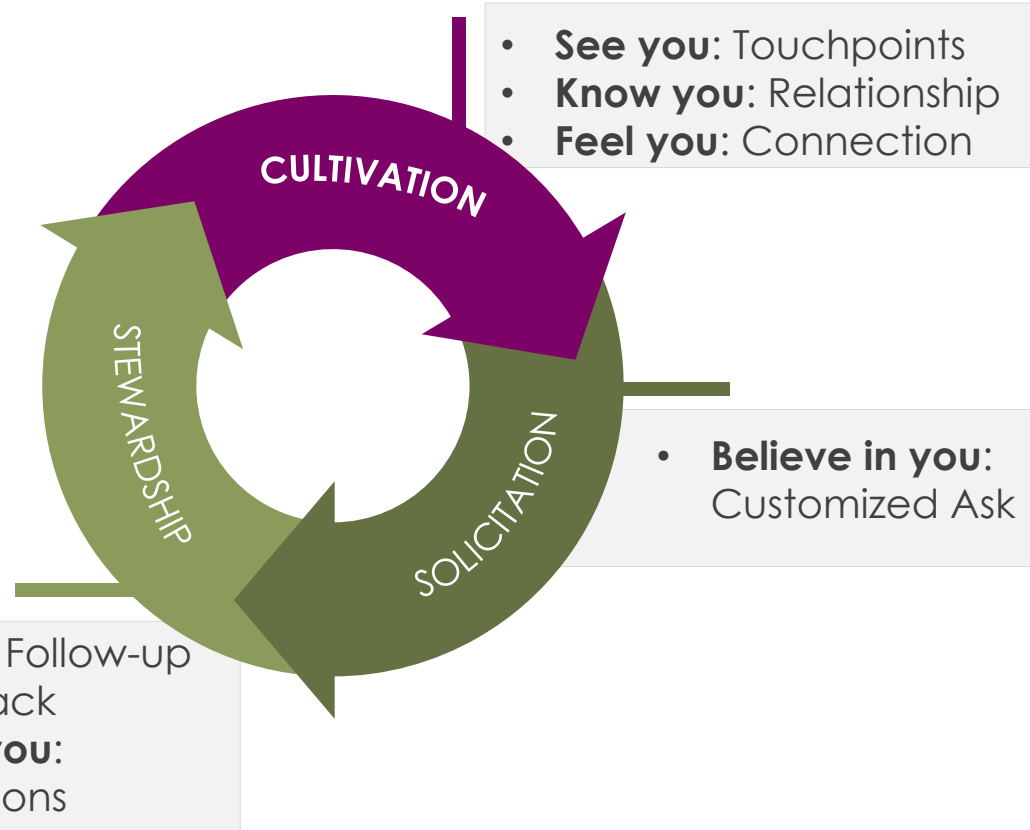 • See you: Touchpoints
• Know you: Relationship
• Feel you: Connection
CULTIVATION
STEWARDSHIP
SOLICITATION
• Believe in you:
Customized Ask
Follow-up